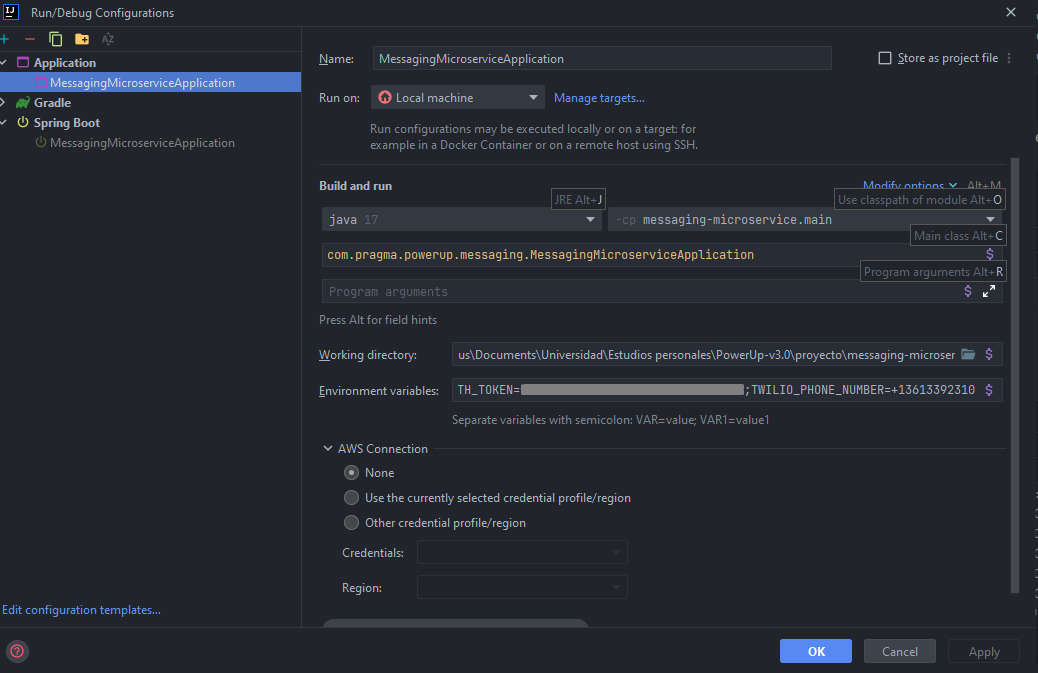 IJ Run/Debug Configurations
Application
MessagingMicroserviceApplication
Gradle
Spring Boot
MessagingMicroserviceApplication
Name: MessagingMicroserviceApplication Store as project file
Run on: Local machine Manage targets...
Run configurations may be executed locally or on a target: for
example in a Docker Container or on a remote host using SSH.
Build and run Modify options Alt+M
JRE Alt+J Use classpath of module Alt+O
java 17 -cp messaging-microservice.main
Main class Alt+C
com.pragma.powerup.messaging.MessagingMicroserviceApplication $
Program arguments Alt+R
Program arguments $
Press Alt for field hints
Working directory: us\Documents\Universidad\Estudios personales\PowerUp-v3.0\proyecto\messaging-microser $
Environment variables: TH_TOKEN= ;TWILIO_PHONE_NUMBER=+13613392310 $
Separate variables with semicolon: VAR=value; VAR1=value1
AWS Connection
None
Use the currently selected credential profile/region
Other credential profile/region
Credentials:
Region:
Edit configuration templates...
? OK Cancel Apply